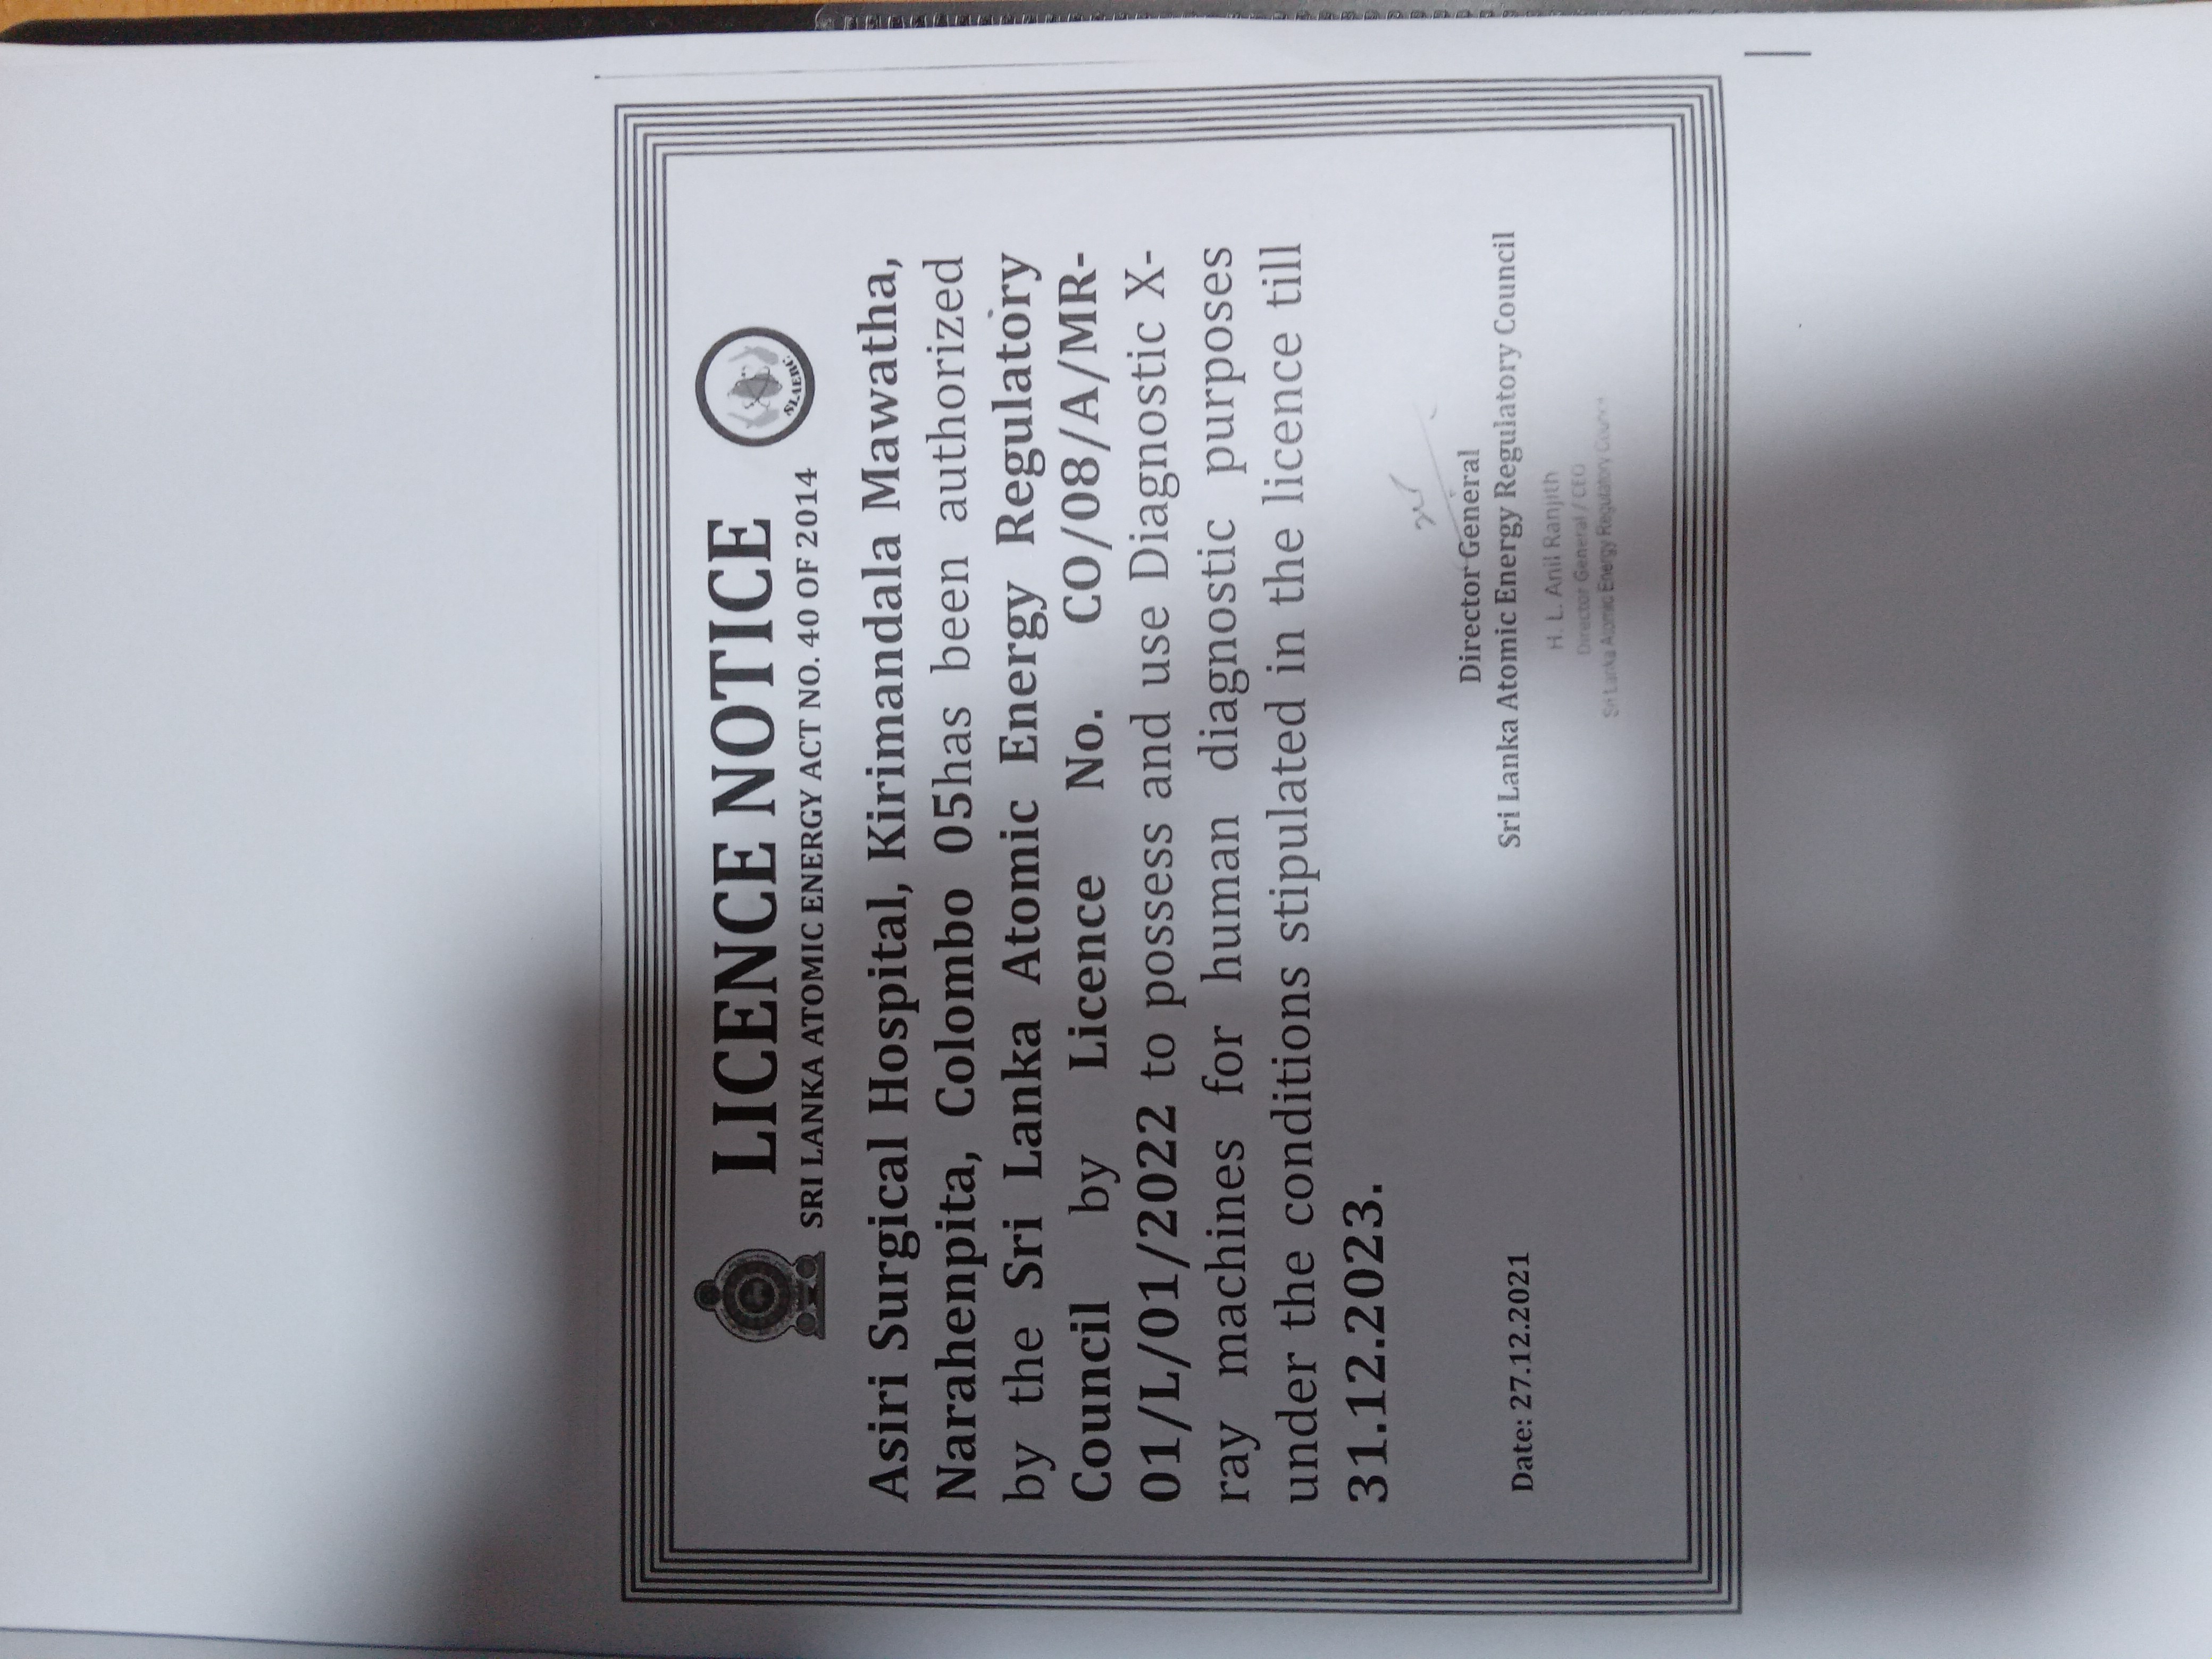 LICENCE NOTICE
SRI LANKA ATOMIC ENERGY ACT NO. 40 OF 2014
SLAERC
Asiri Surgical Hospital, Kirimandala Mawatha,
Narahenpita, Colombo 05has been authorized
by the Sri Lanka Atomic Energy Regulatory
Council by Licence No. CO/08/A/MR-
01/L/01/2022 to possess and use Diagnostic X-
ray machines for human diagnostic purposes
under the conditions stipulated in the licence till
31.12.2023.
Director General
Sri Lanka Atomic Energy Regulatory Council
Date: 27.12.2021
H. L. Anil Ranjith
Director General / CEO
Sri Lanka Atomic Energy Regulatory Council